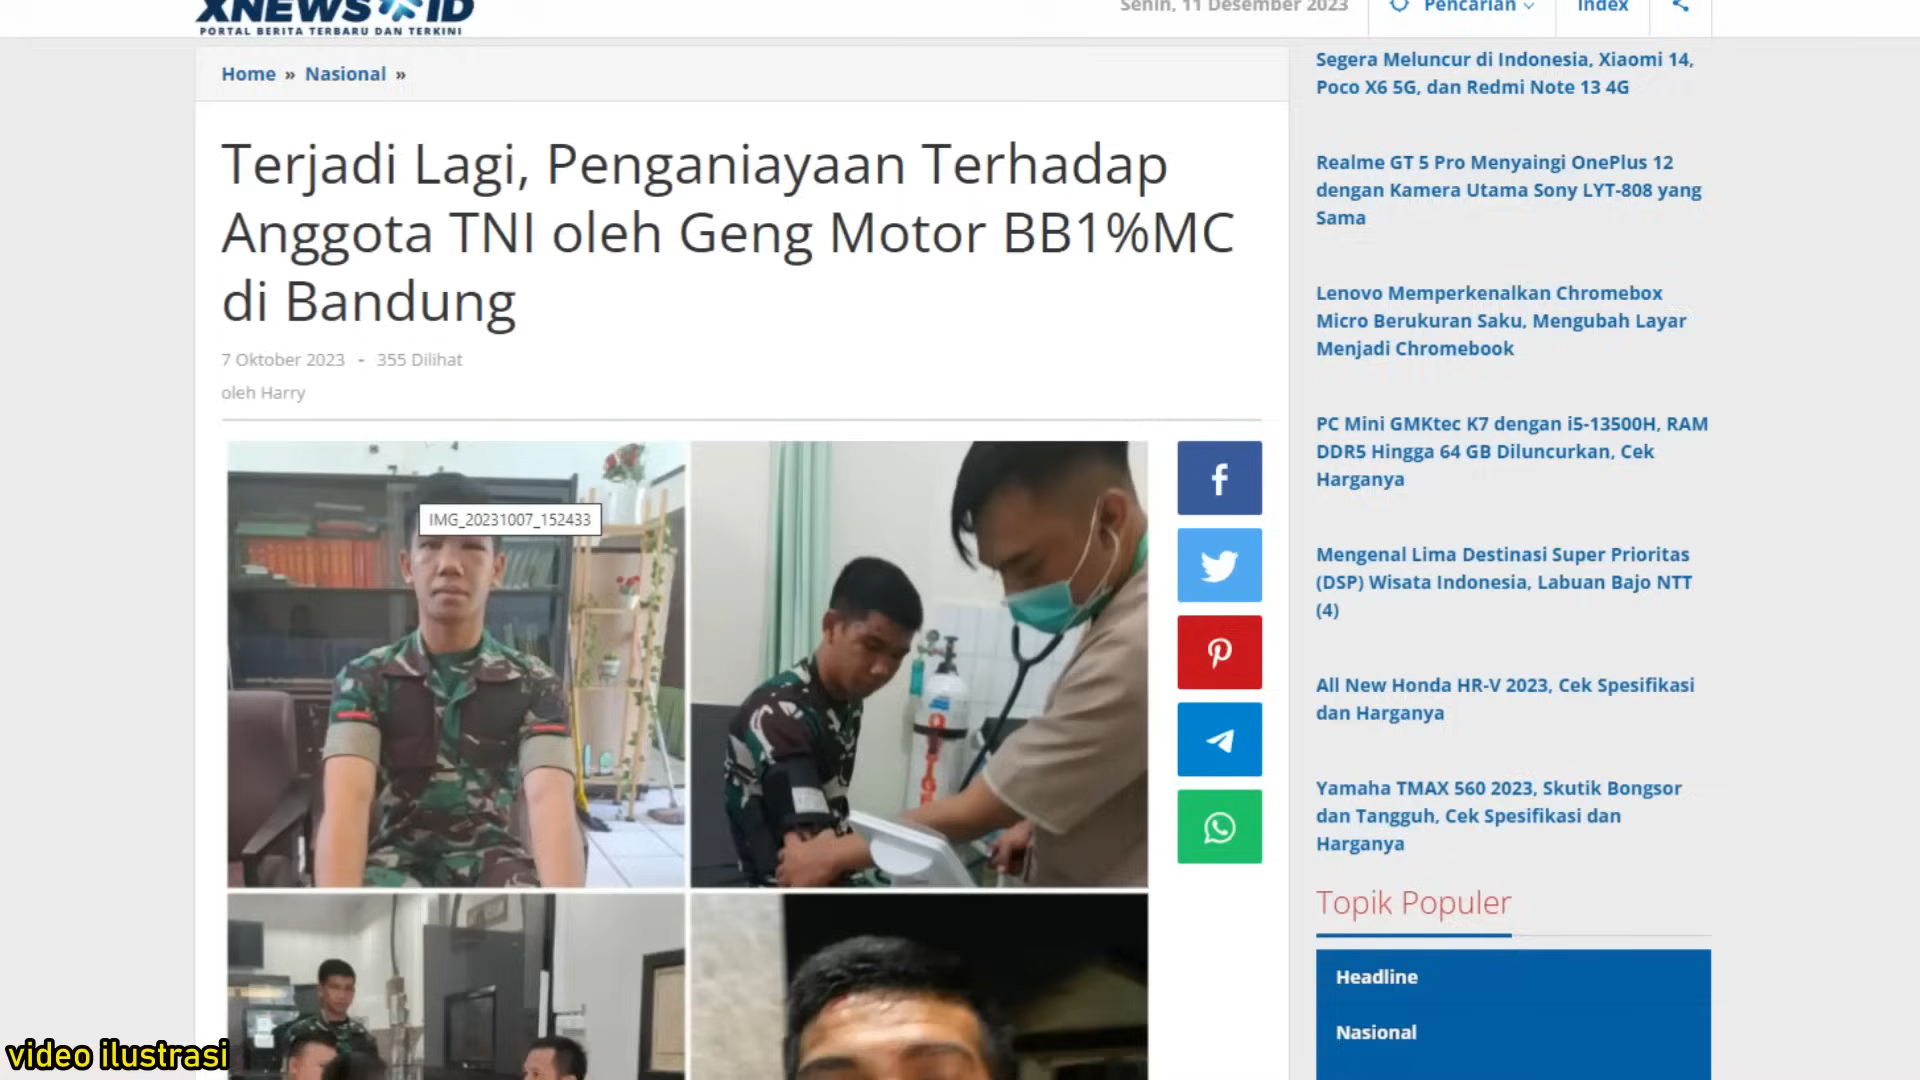 XNEWS ID
PORTAL BERITA TERBARU DAN TERKINI
Senin, 11 Desember 2023
Pencarian
Index
Home » Nasional »
Terjadi Lagi, Penganiayaan Terhadap
Anggota TNI oleh Geng Motor BB1%MC
di Bandung
7 Oktober 2023 - 355 Dilihat
oleh Harry
IMG_20231007_152433
Segera Meluncur di Indonesia, Xiaomi 14,
Poco X6 5G, dan Redmi Note 13 4G
Realme GT 5 Pro Menyaingi OnePlus 12
dengan Kamera Utama Sony LYT-808 yang
Sama
Lenovo Memperkenalkan Chromebox
Micro Berukuran Saku, Mengubah Layar
Menjadi Chromebook
PC Mini GMKtec K7 dengan i5-13500H, RAM
DDR5 Hingga 64 GB Diluncurkan, Cek
Harganya
Mengenal Lima Destinasi Super Prioritas
(DSP) Wisata Indonesia, Labuan Bajo NTT
(4)
All New Honda HR-V 2023, Cek Spesifikasi
dan Harganya
Yamaha TMAX 560 2023, Skutik Bongsor
dan Tangguh, Cek Spesifikasi dan
Harganya
Topik Populer
Headline
Nasional
video ilustrasi